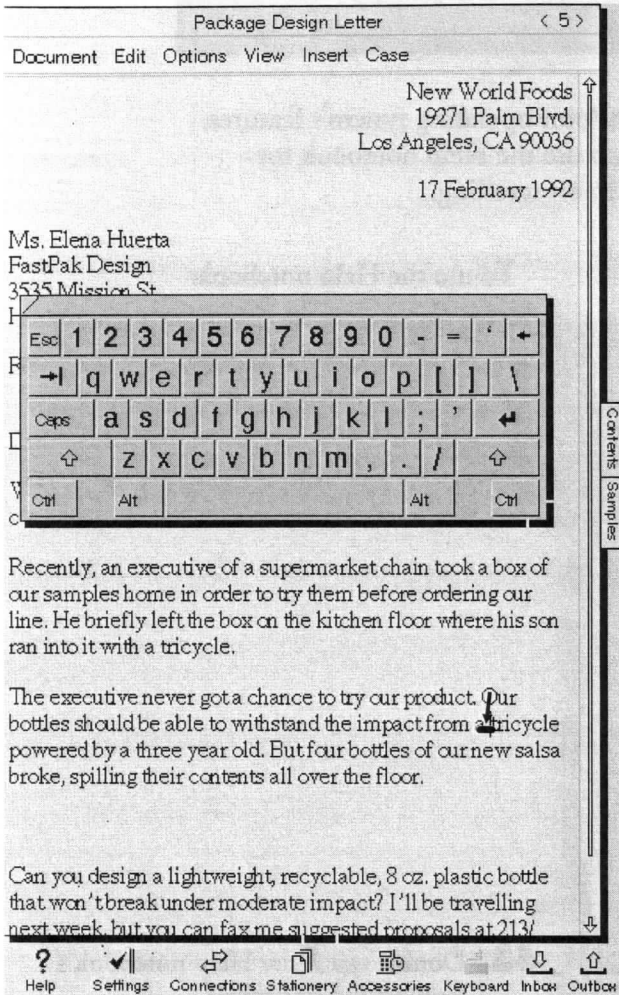 Package Design Letter < 5 >
Document Edit Options View Insert Case
New World Foods
19271 Palm Blvd.
Los Angeles, CA 90036
17 February 1992
Ms. Elena Huerta
FastPak Design
3535 Mission St.
Esc 1 2 3 4 5 6 7 8 9 0 - = ‘
q w e r t y u i o p [ ] \
Caps a s d f g h j k l ; ’
z x c v b n m , . /
Ctrl Alt Alt Ctrl
Contents
Samples
Recently, an executive of a supermarket chain took a box of
our samples home in order to try them before ordering our
line. He briefly left the box on the kitchen floor where his son
ran into it with a tricycle.
The executive never got a chance to try our product. Our
bottles should be able to withstand the impact from a tricycle
powered by a three year old. But four bottles of our new salsa
broke, spilling their contents all over the floor.
Can you design a lightweight, recyclable, 8 oz. plastic bottle
that won't break under moderate impact? I'll be travelling
next week, but you can fax me suggested proposals at 213/
Help Settings Connections Stationery Accessories Keyboard Inbox Outbox